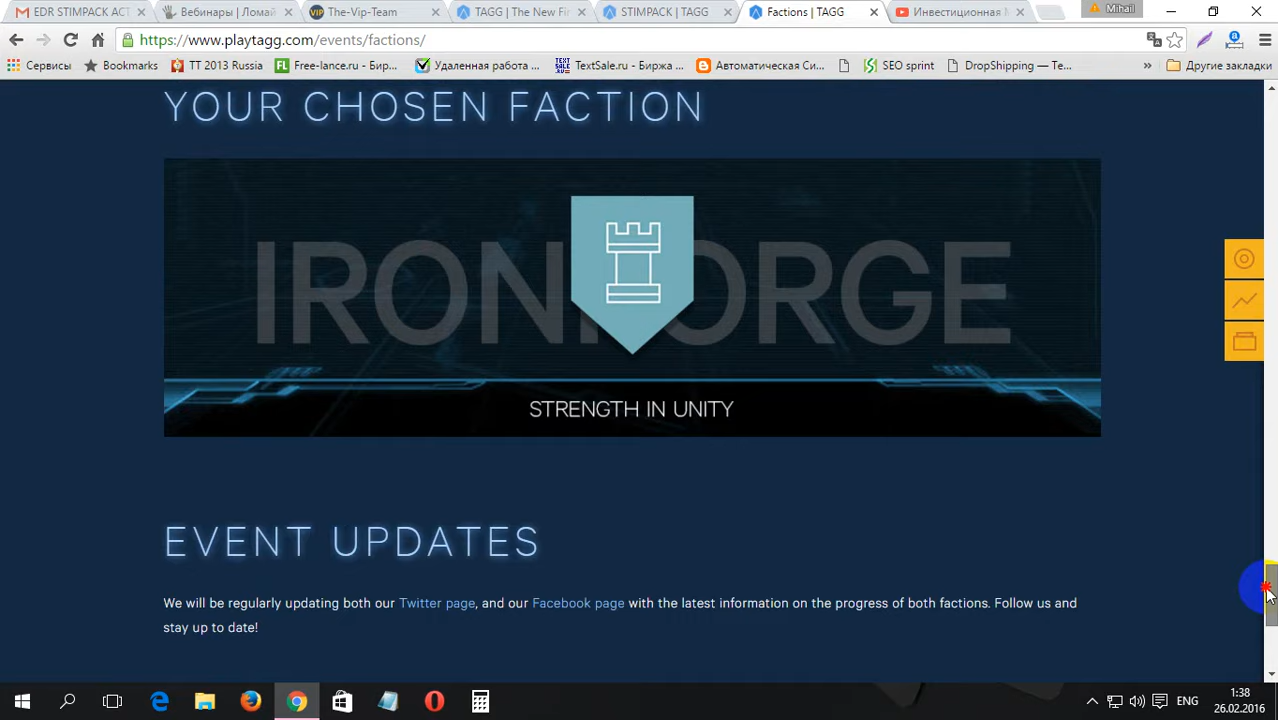 EDR STIMPACK ACT
Вебинары | Ломай
The-Vip-Team
TAGG | The New Fi
STIMPACK | TAGG
Factions | TAGG
Инвестиционная
Mihail
https://www.playtagg.com/events/factions/
Сервисы
Bookmarks
TT 2013 Russia
Free-lance.ru - Бир...
Удаленная работа ...
TextSale.ru - Биржа ...
Автоматическая Си...
SEO sprint
DropShipping — Те...
»
Другие закладки
YOUR CHOSEN FACTION
IRONFORGE
STRENGTH IN UNITY
EVENT UPDATES
We will be regularly updating both our Twitter page, and our Facebook page with the latest information on the progress of both factions. Follow us and
stay up to date!
ENG
1:38
26.02.2016